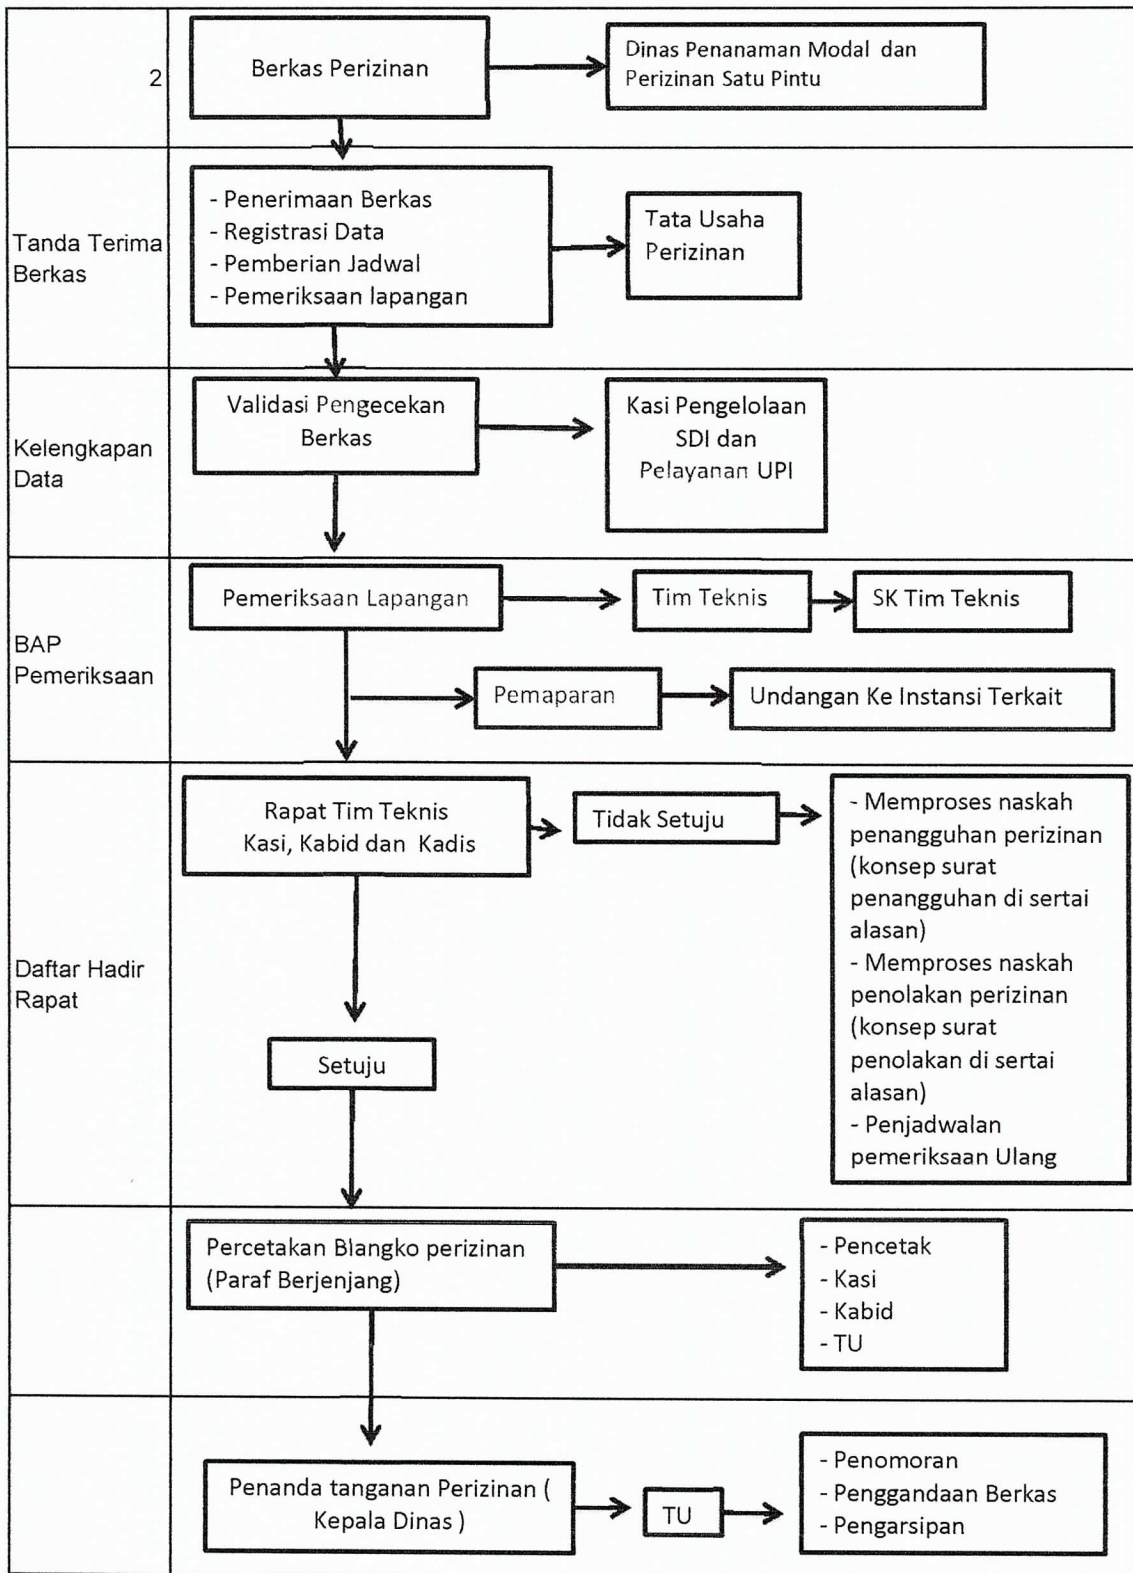 2
Berkas Perizinan
Dinas Penanaman Modal dan
Perizinan Satu Pintu
Tanda Terima
Berkas
- Penerimaan Berkas
- Registrasi Data
- Pemberian Jadwal
- Pemeriksaan lapangan
Tata Usaha
Perizinan
Kelengkapan
Data
Validasi Pengecekan
Berkas
Kasi Pengelolaan
SDI dan
Pelayanan UPI
BAP
Pemeriksaan
Pemeriksaan Lapangan
Tim Teknis
SK Tim Teknis
Pemaparan
Undangan Ke Instansi Terkait
Daftar Hadir
Rapat
Rapat Tim Teknis
Kasi, Kabid dan Kadis
Tidak Setuju
- Memproses naskah
penangguhan perizinan
(konsep surat
penangguhan di sertai
alasan)
- Memproses naskah
penolakan perizinan
(konsep surat
penolakan di sertai
alasan)
- Penjadwalan
pemeriksaan Ulang
Setuju
Percetakan Blangko perizinan
(Paraf Berjenjang)
- Pencetak
- Kasi
- Kabid
- TU
Penanda tanganan Perizinan (
Kepala Dinas )
TU
- Penomoran
- Penggandaan Berkas
- Pengarsipan